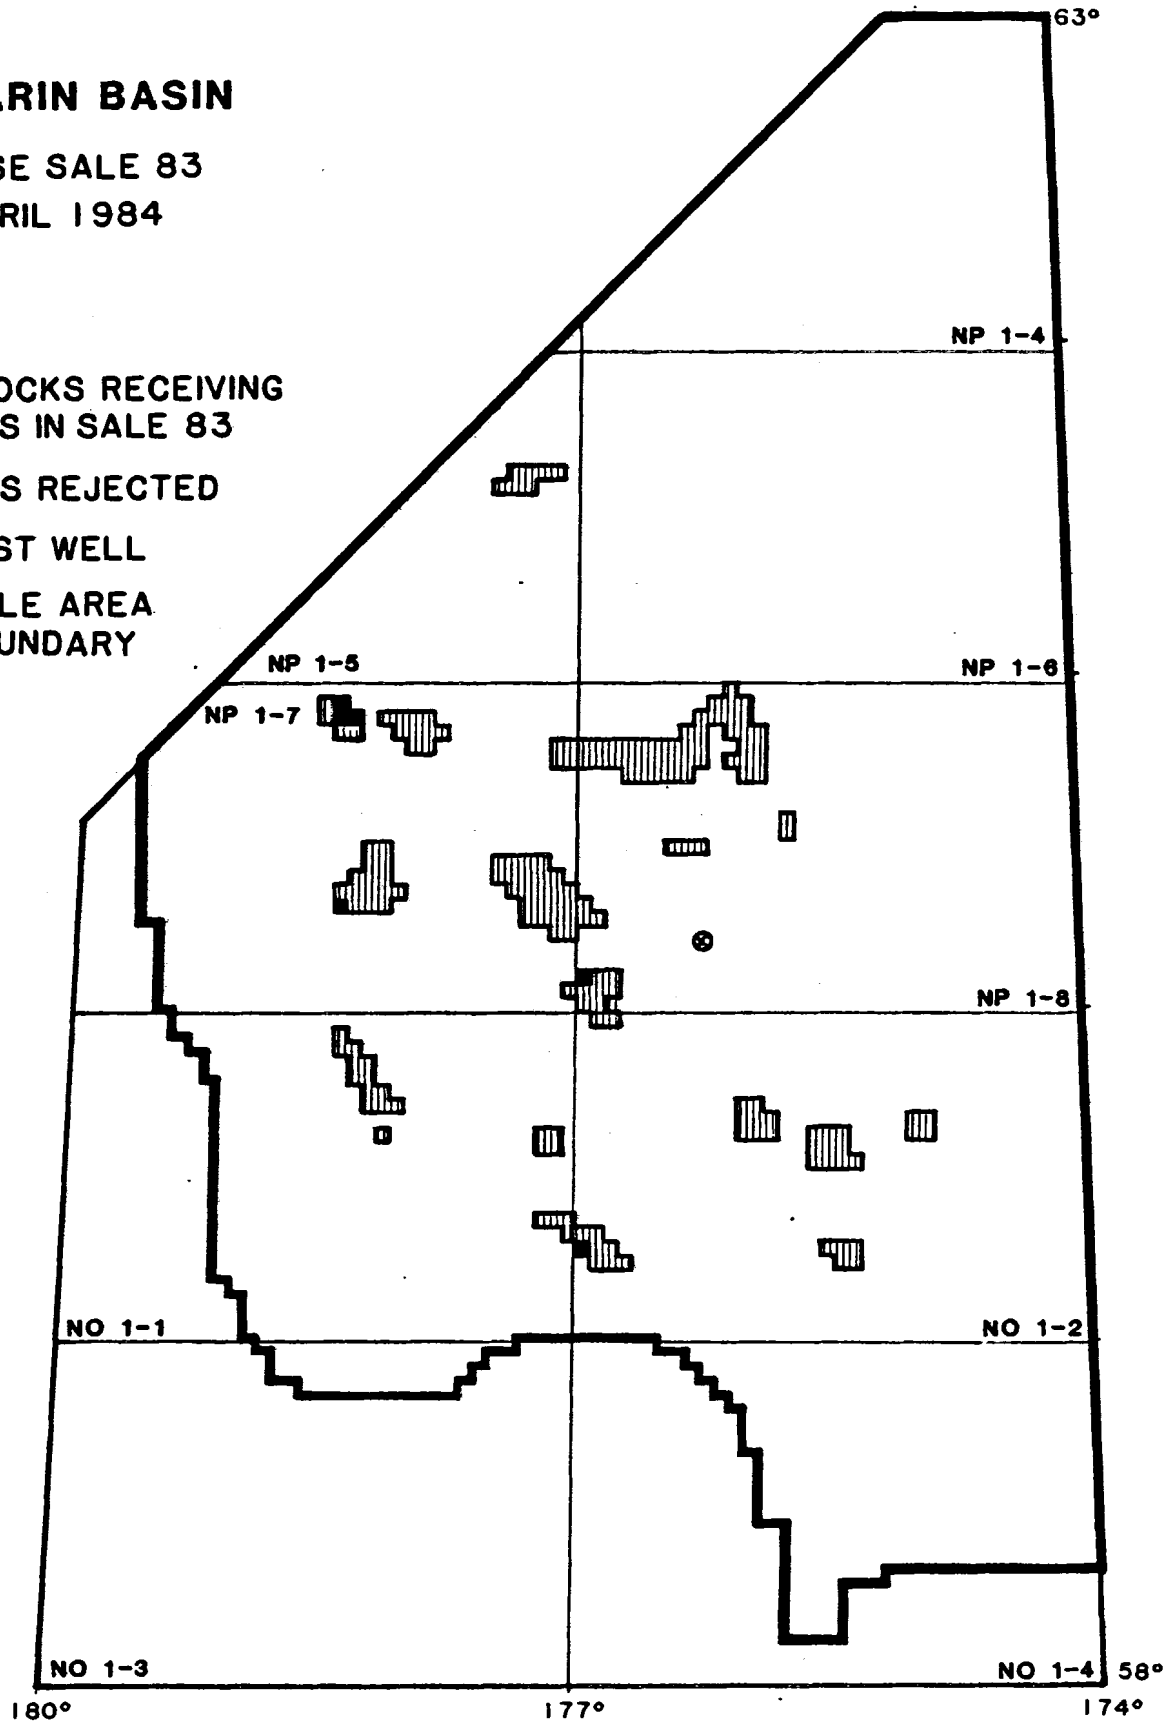 63°
ARIN BASIN
SE SALE 83
RIL 1984
NP 1-4
OCKS RECEIVING
S IN SALE 83
S REJECTED
ST WELL
LE AREA
UNDARY
NP 1-5
NP 1-6
NP 1-7
NP 1-8
NO 1-1
NO 1-2
NO 1-3
NO 1-4
58°
180°
177°
174°